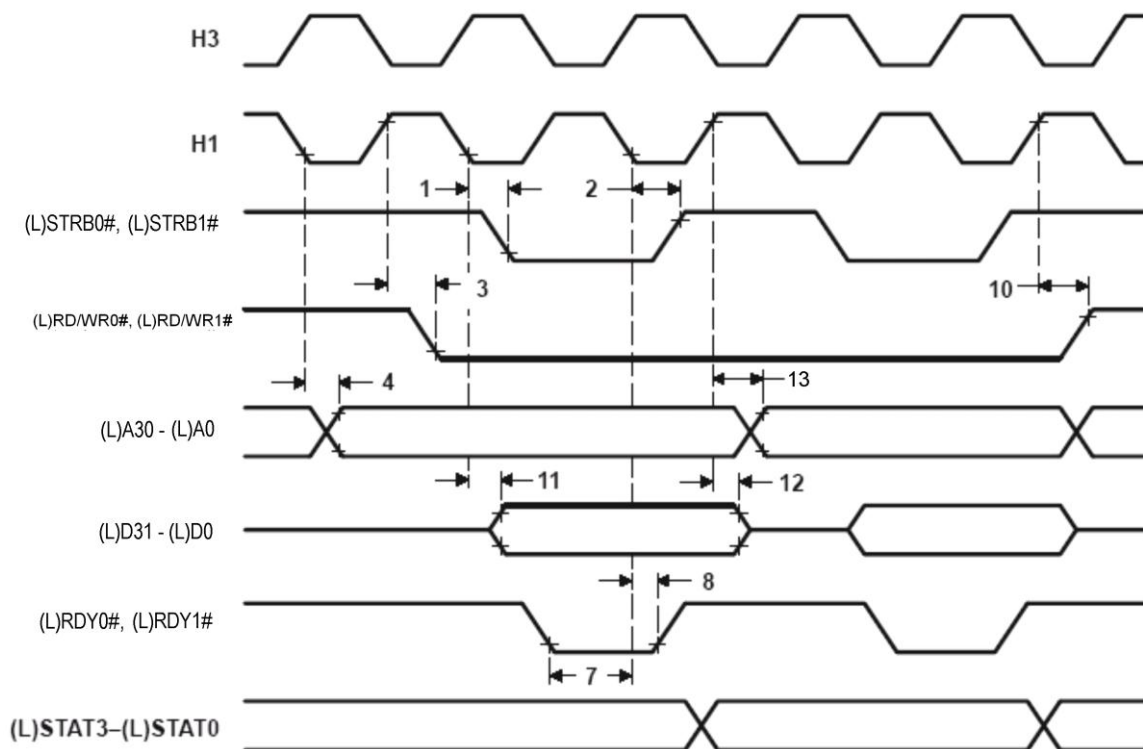 H3
H1
1
2
(L)STRB0#, (L)STRB1#
3
10
(L)RD/WR0#, (L)RD/WR1#
4
13
(L)A30 - (L)A0
11
12
(L)D31 - (L)D0
8
(L)RDY0#, (L)RDY1#
7
(L)STAT3–(L)STAT0